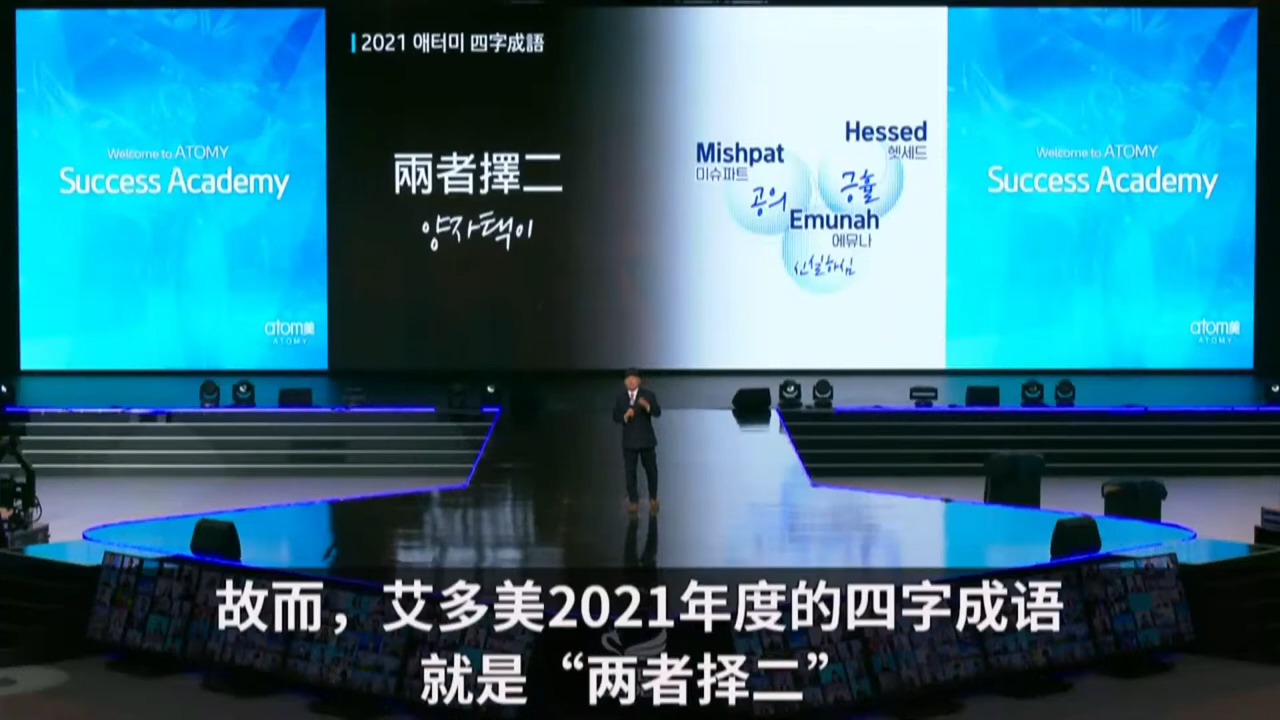 2021 애터미 四字成語
Welcome to ATOMY
Success Academy
atom美
ATOMY
兩者擇二
양자택이
Mishpat
미슈파트
공의
Hessed
헷세드
긍휼
Emunah
에뮤나
신실하심
Welcome to ATOMY
Success Academy
atom美
ATOMY
故而，艾多美2021年度的四字成语
就是“两者择二”